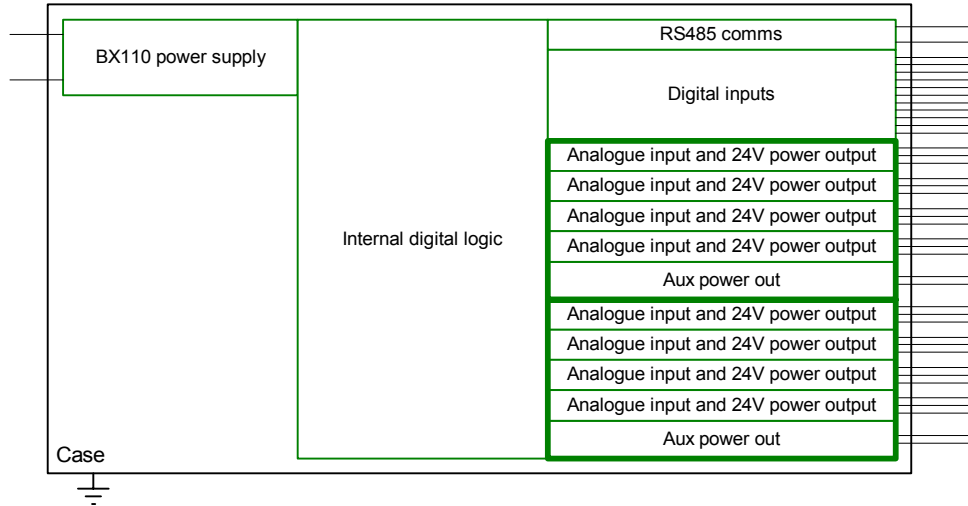 BX110 power supply
Internal digital logic
RS485 comms
Digital inputs
Analogue input and 24V power output
Analogue input and 24V power output
Analogue input and 24V power output
Analogue input and 24V power output
Aux power out
Analogue input and 24V power output
Analogue input and 24V power output
Analogue input and 24V power output
Analogue input and 24V power output
Aux power out
Case